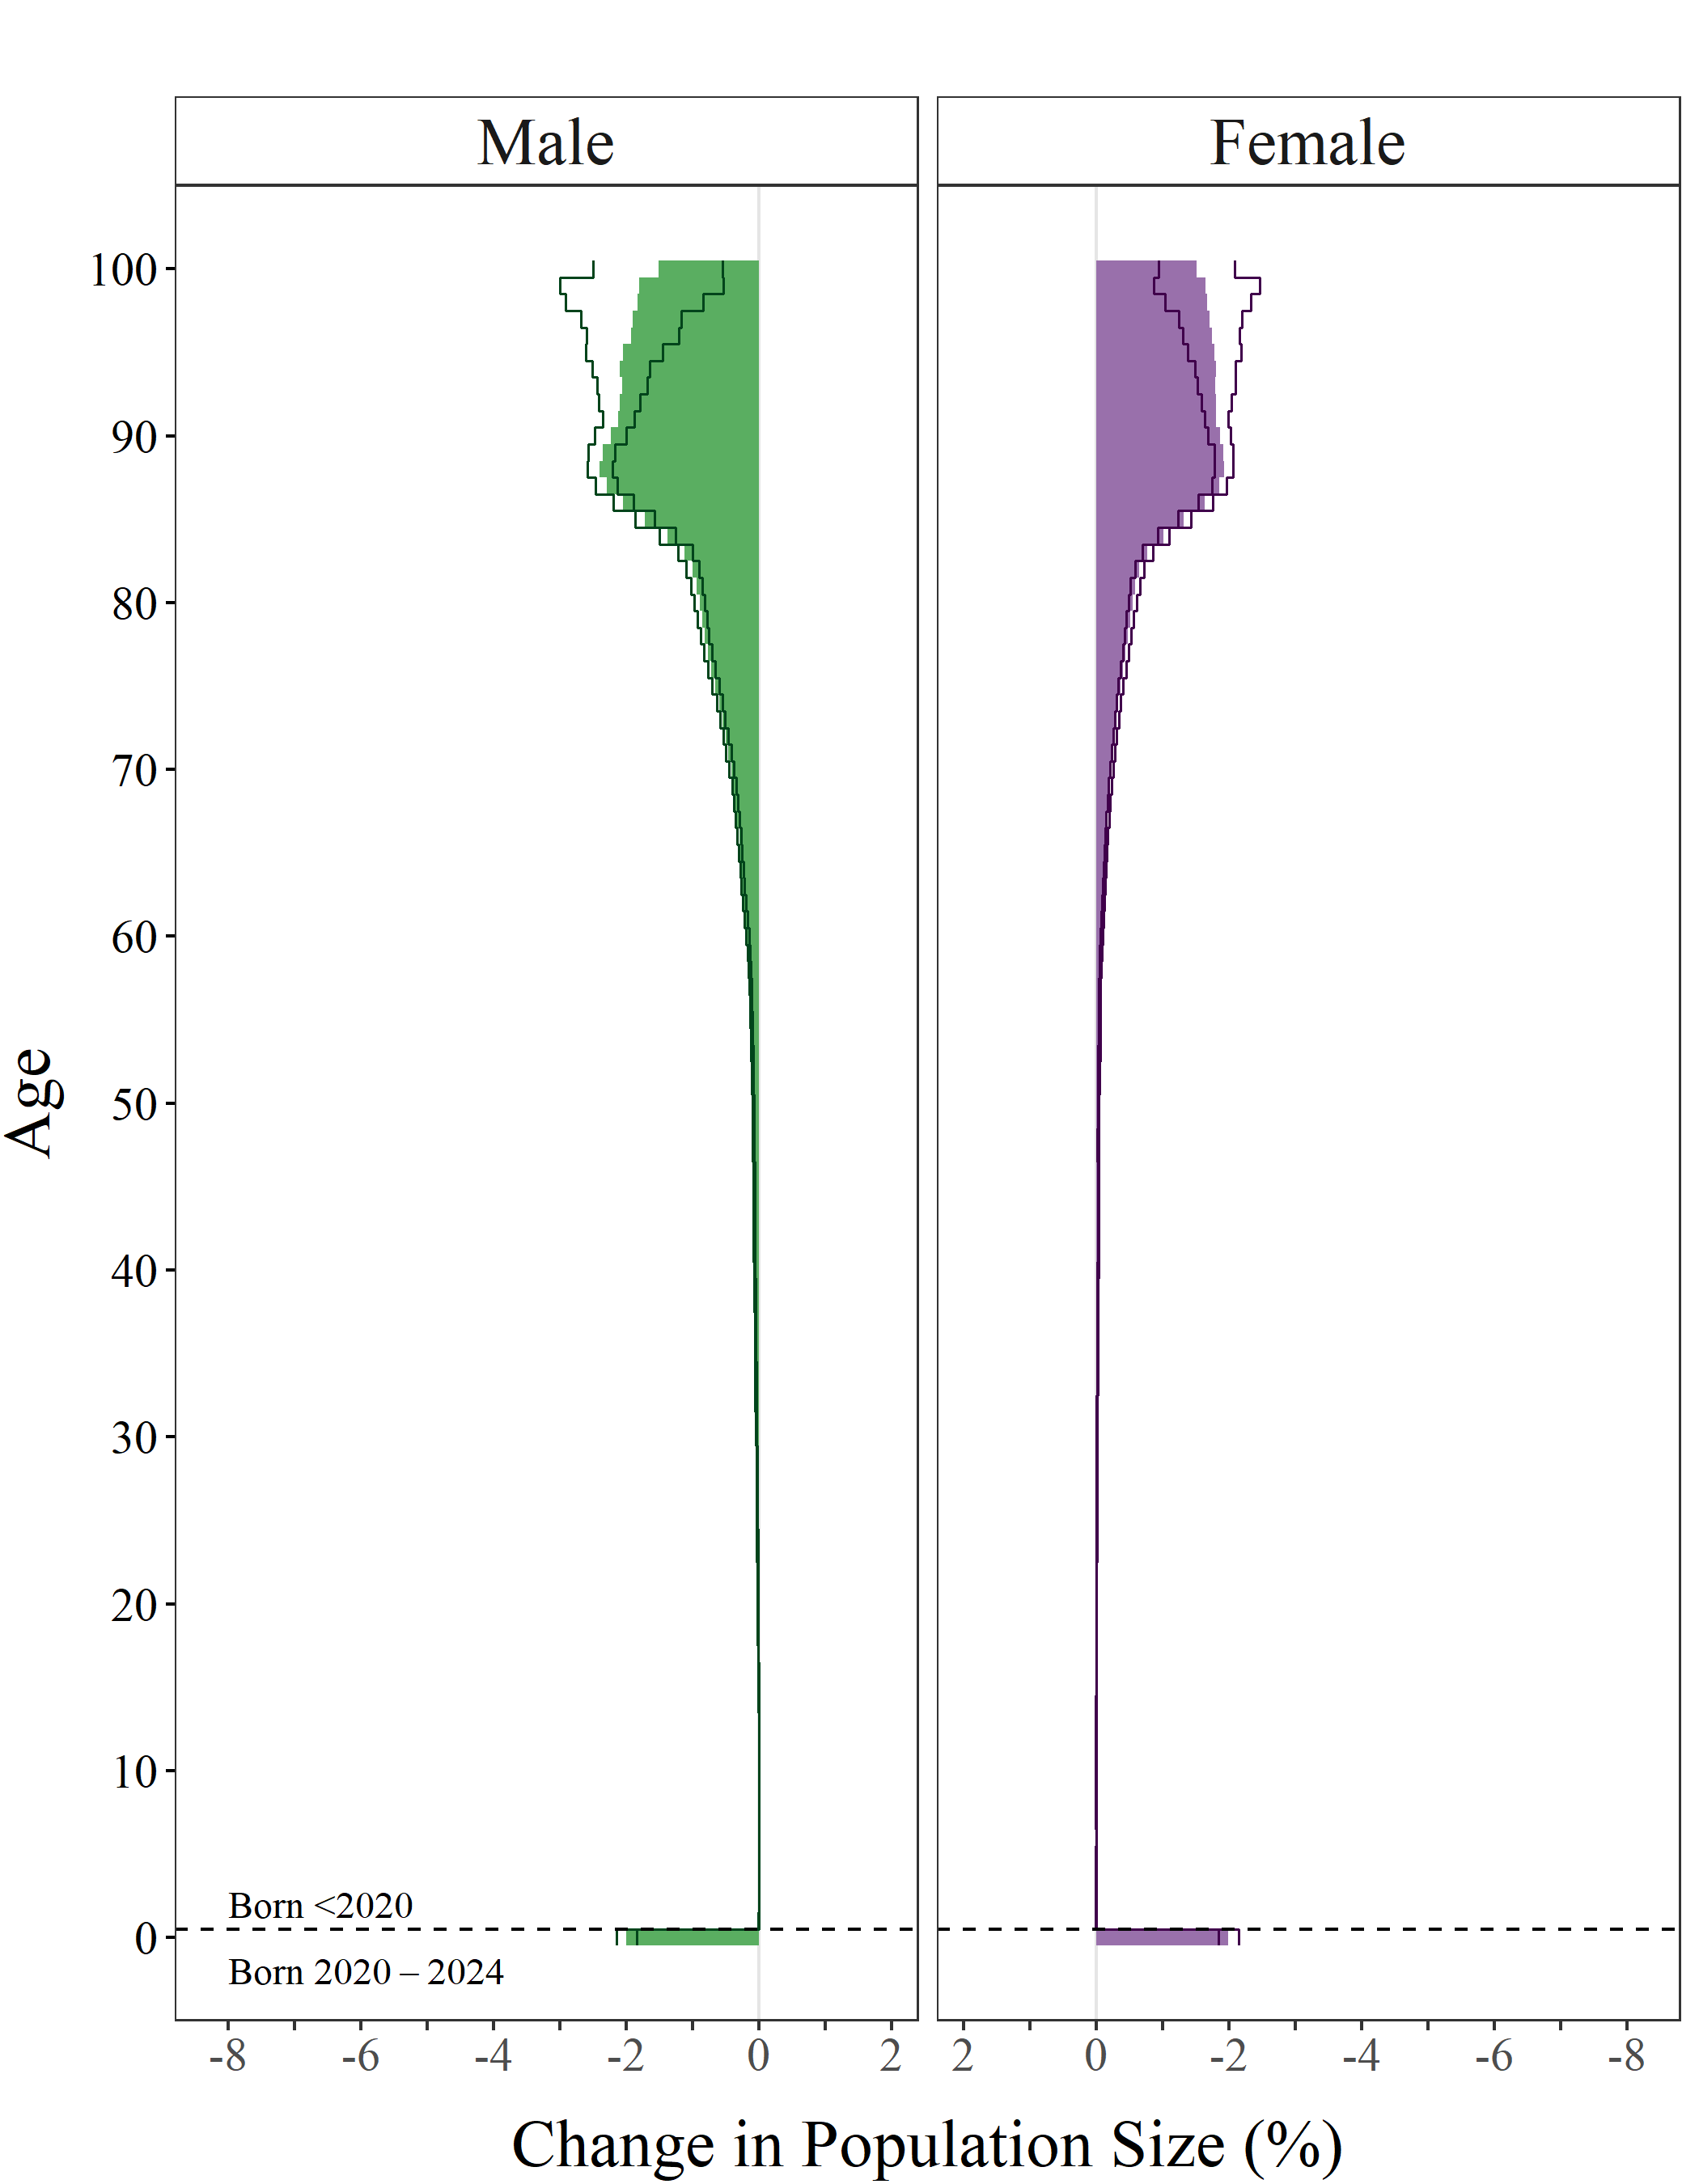 Male
Female
100
90
80
70
60
50
40
30
20
10
0
Age
Born <2020
Born 2020 – 2024
-8 -6 -4 -2 0 2
2 0 -2 -4 -6 -8
Change in Population Size (%)